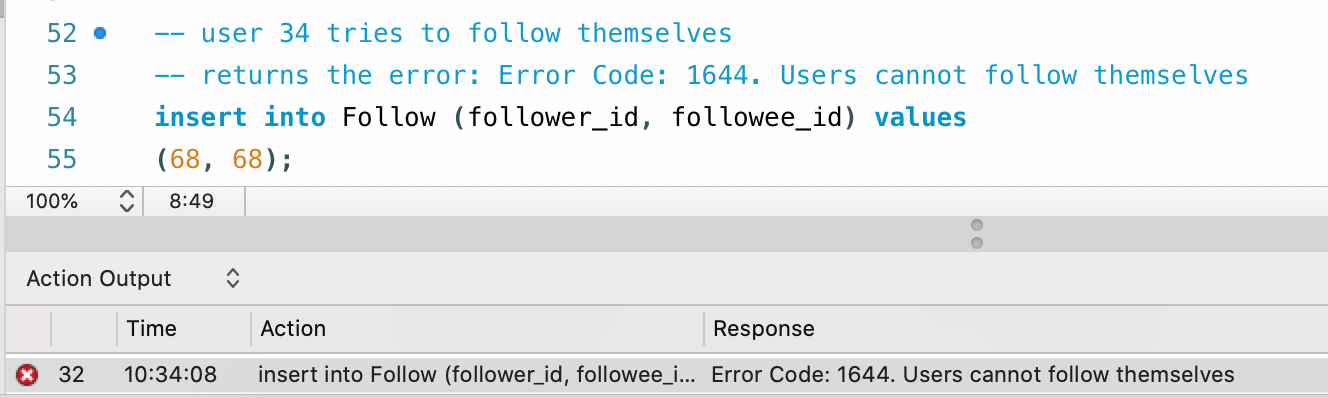 52 -- user 34 tries to follow themselves
53 -- returns the error: Error Code: 1644. Users cannot follow themselves
54 insert into Follow (follower_id, followee_id) values
55 (68, 68);
100% 8:49
Action Output
Time Action Response
32 10:34:08 insert into Follow (follower_id, followee_i... Error Code: 1644. Users cannot follow themselves